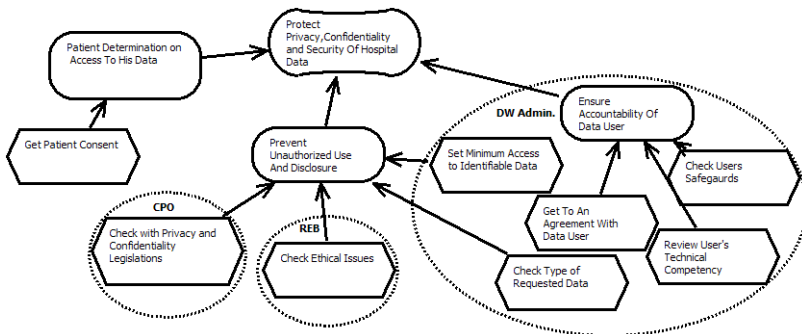 Protect
Privacy,Confidentiality
and Security Of Hospital
Data
Patient Determination on
Access To His Data
Get Patient Consent
DW Admin.
Ensure
Accountability Of
Data User
Prevent
Unauthorized Use
And Disclosure
Set Minimum Access
to Identifiable Data
Check Users
Safegaurds
CPO
Check with Privacy and
Confidentiality
Legislations
REB
Check Ethical Issues
Get To An
Agreement With
Data User
Review User's
Technical
Competency
Check Type of
Requested Data